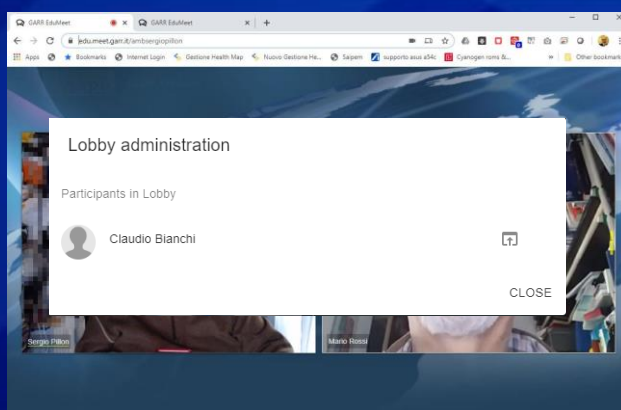 GARR EduMeet
GARR EduMeet
edu.meet.garr.it/ambsergiopillon
Apps
Bookmarks
Internet Login
Gestione Health Map
Nuovo Gestione He...
Saipem
supporto asus a54c
Cyanogen roms &...
»
Other bookmark
Lobby administration
Participants in Lobby
Claudio Bianchi
CLOSE
Sergio Pillon
Mario Rossi